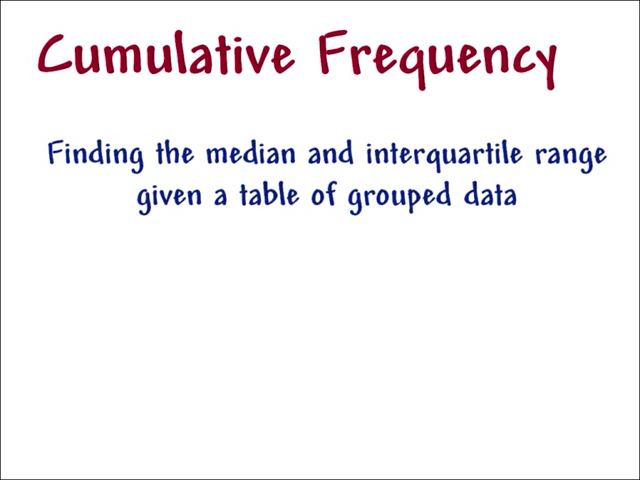 Cumulative Frequency
Finding the median and interquartile range
given a table of grouped data